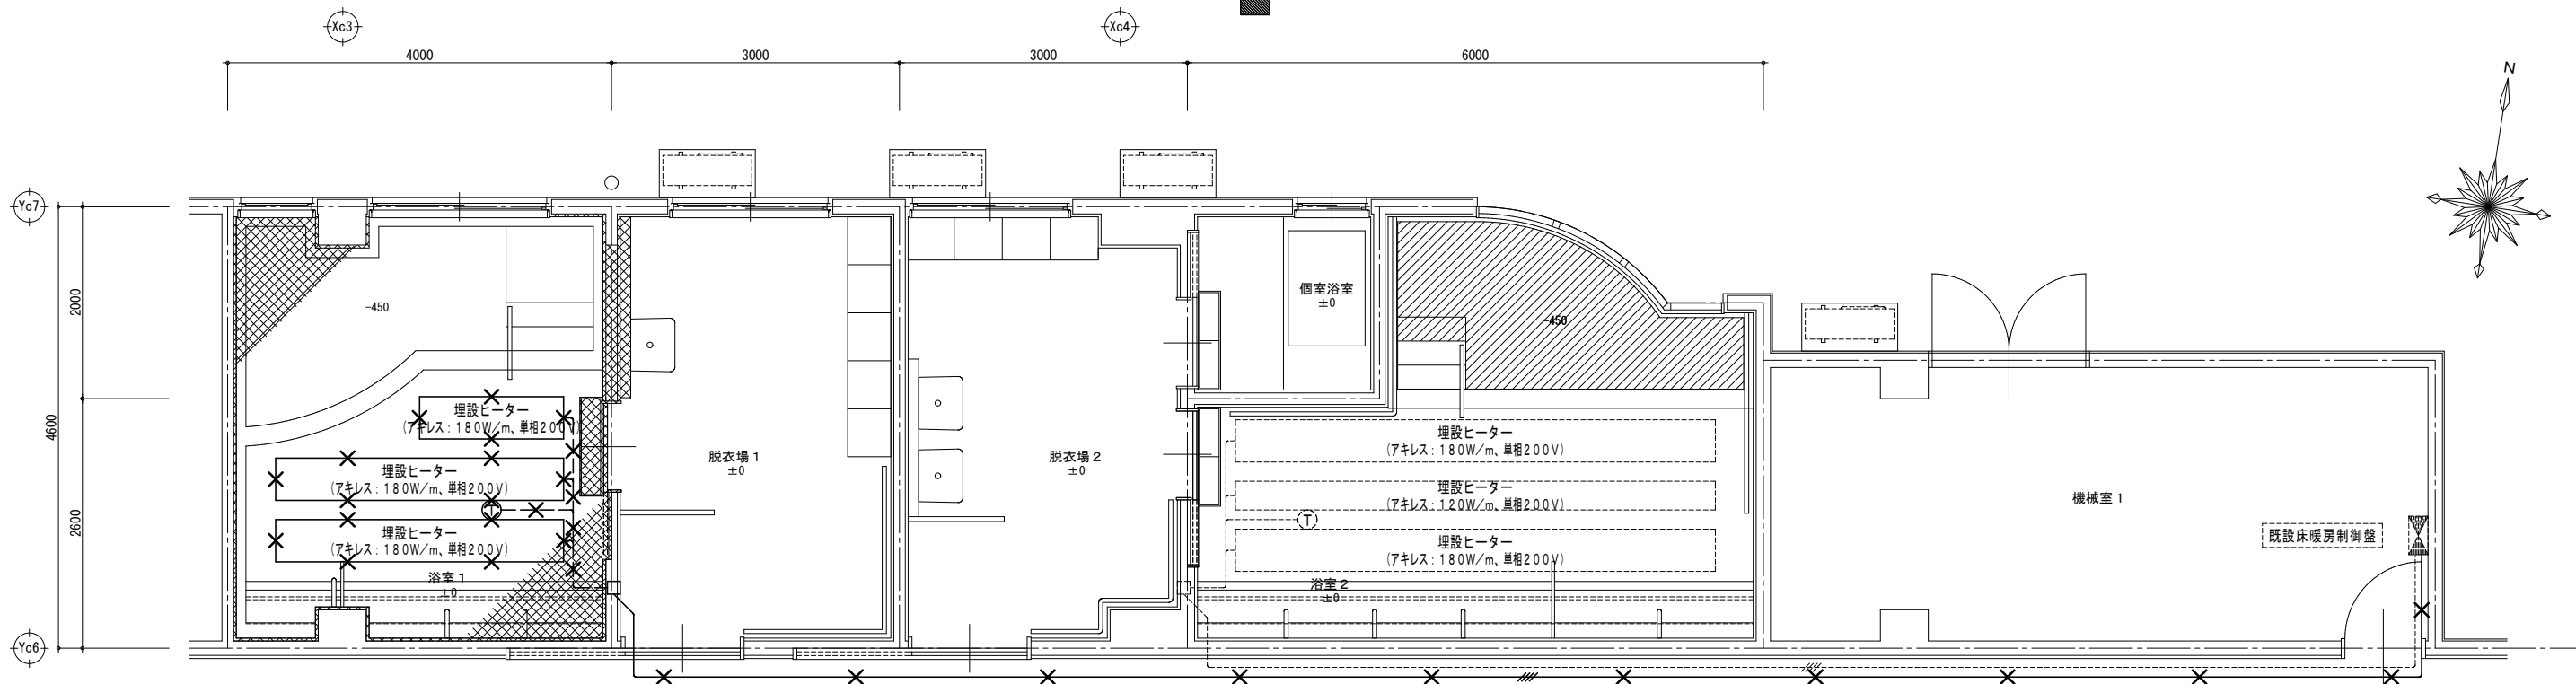 Xc3
Xc4
4000
3000
3000
6000
N
Yc7
2000
4600
2600
Yc6
-450
埋設ヒーター
(アキレス:180W/m、単相200V)
埋設ヒーター
(アキレス:180W/m、単相200V)
T
埋設ヒーター
(アキレス:180W/m、単相200V)
浴室1
±0
脱衣場1
±0
脱衣場2
±0
個室浴室
±0
-450
埋設ヒーター
(アキレス:180W/m、単相200V)
埋設ヒーター
(アキレス:120W/m、単相200V)
T
埋設ヒーター
(アキレス:180W/m、単相200V)
浴室2
±0
機械室1
既設床暖房制御盤